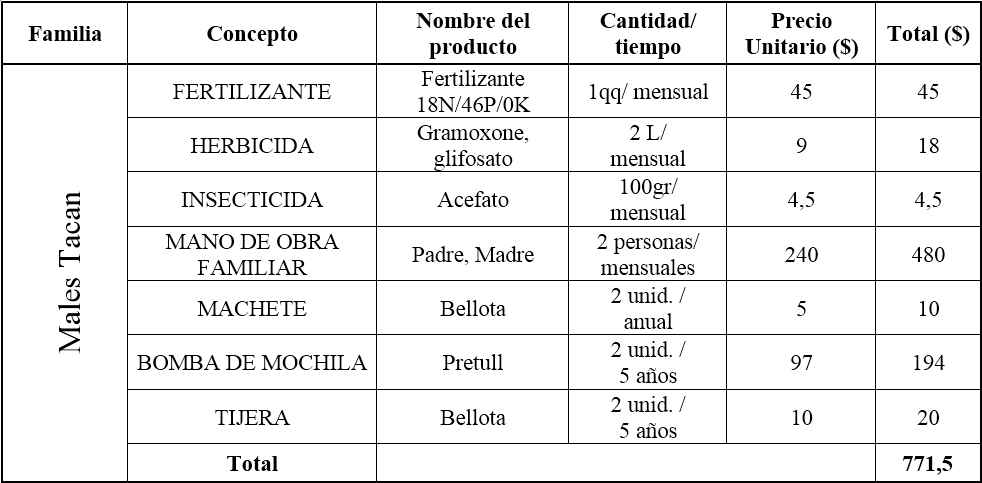 Familia Concepto Nombre del producto Cantidad/ tiempo Precio Unitario ($) Total ($)
Males Tacan
FERTILIZANTE Fertilizante 18N/46P/0K 1qq/ mensual 45 45
HERBICIDA Gramoxone, glifosato 2 L/ mensual 9 18
INSECTICIDA Acefato 100gr/ mensual 4,5 4,5
MANO DE OBRA FAMILIAR Padre, Madre 2 personas/ mensuales 240 480
MACHETE Bellota 2 unid. / anual 5 10
BOMBA DE MOCHILA Pretull 2 unid. / 5 años 97 194
TIJERA Bellota 2 unid. / 5 años 10 20
Total 771,5